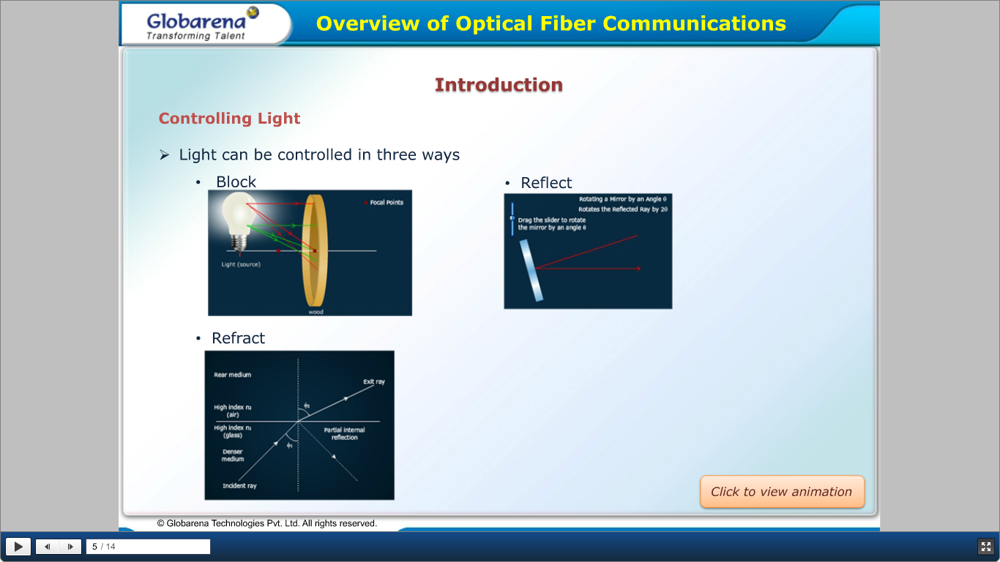 Globarena
Transforming Talent
Overview of Optical Fiber Communications
Introduction
Controlling Light
➢ Light can be controlled in three ways
• Block
Focal Points
Light (source)
wood
• Reflect
Rotating a Mirror by an Angle θ
Rotates the Reflected Ray by 2θ
Drag the slider to rotate
the mirror by an angle θ
• Refract
Rear medium
Exit ray
ϕ2
High index n2
(air)
High index n1
(glass)
Partial internal
reflection
ϕ1
Denser
medium
Incident ray
Click to view animation
© Globarena Technologies Pvt. Ltd. All rights reserved.
5 / 14